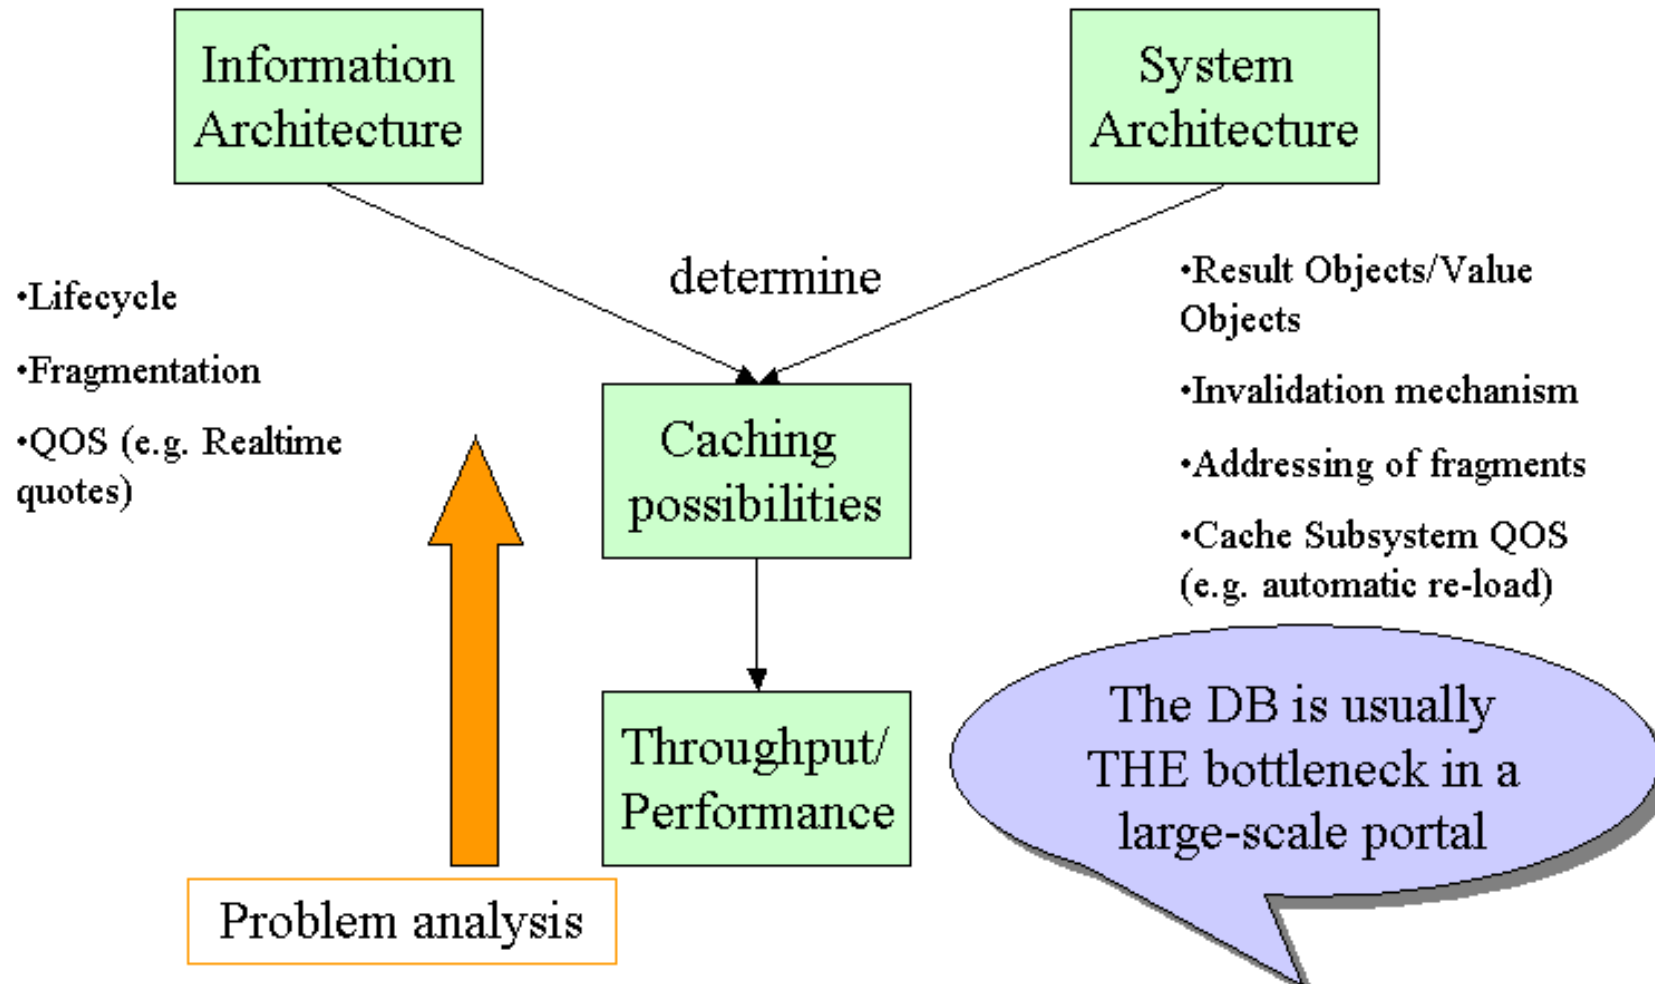 Information
Architecture
System
Architecture
determine
•Lifecycle
•Fragmentation
•QOS (e.g. Realtime
quotes)
•Result Objects/Value
Objects
•Invalidation mechanism
•Addressing of fragments
•Cache Subsystem QOS
(e.g. automatic re-load)
Caching
possibilities
Throughput/
Performance
The DB is usually
THE bottleneck in a
large-scale portal
Problem analysis